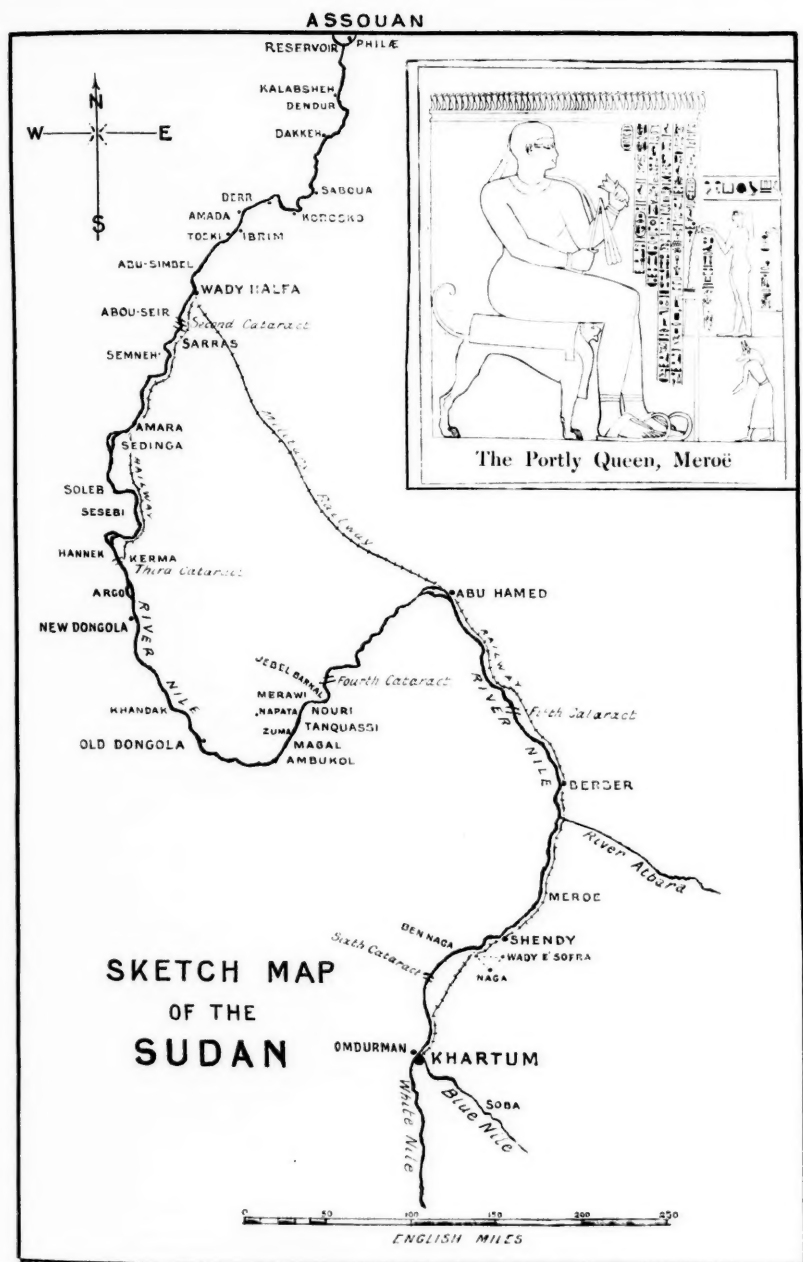 ASSOUAN
RESERVOIR
PHILÆ
N
W
E
S
KALABSHEH
DENDUR
DAKKEH
SABOUA
DERR
KOROSKO
AMADA
TOSKI
IBRIM
ABU-SIMBEL
WADY HALFA
ABOU-SEIR
Second Cataract
SARRAS
SEMNEH
The Portly Queen, Meroë
AMARA
SEDINGA
Military Railway
RAILWAY
SOLEB
SESEBI
HANNEK
KERMA
Third Cataract
ARGO
ABU HAMED
NEW DONGOLA
RIVER NILE
RAILWAY
RIVER NILE
JEBEL BARKAL
Fourth Cataract
MERAWI
NAPATA
NOURI
KHANDAK
ZUMA
TANQUASSI
Fifth Cataract
OLD DONGOLA
MAGAL
AMBUKOL
BERBER
River Atbara
MEROE
BEN NAGA
SHENDY
Sixth Cataract
WADY E' SOFRA
NAGA
SKETCH MAP
OF THE
SUDAN
OMDURMAN
KHARTUM
White Nile
Blue Nile
SOBA
0 50 100 150 200 250
ENGLISH MILES